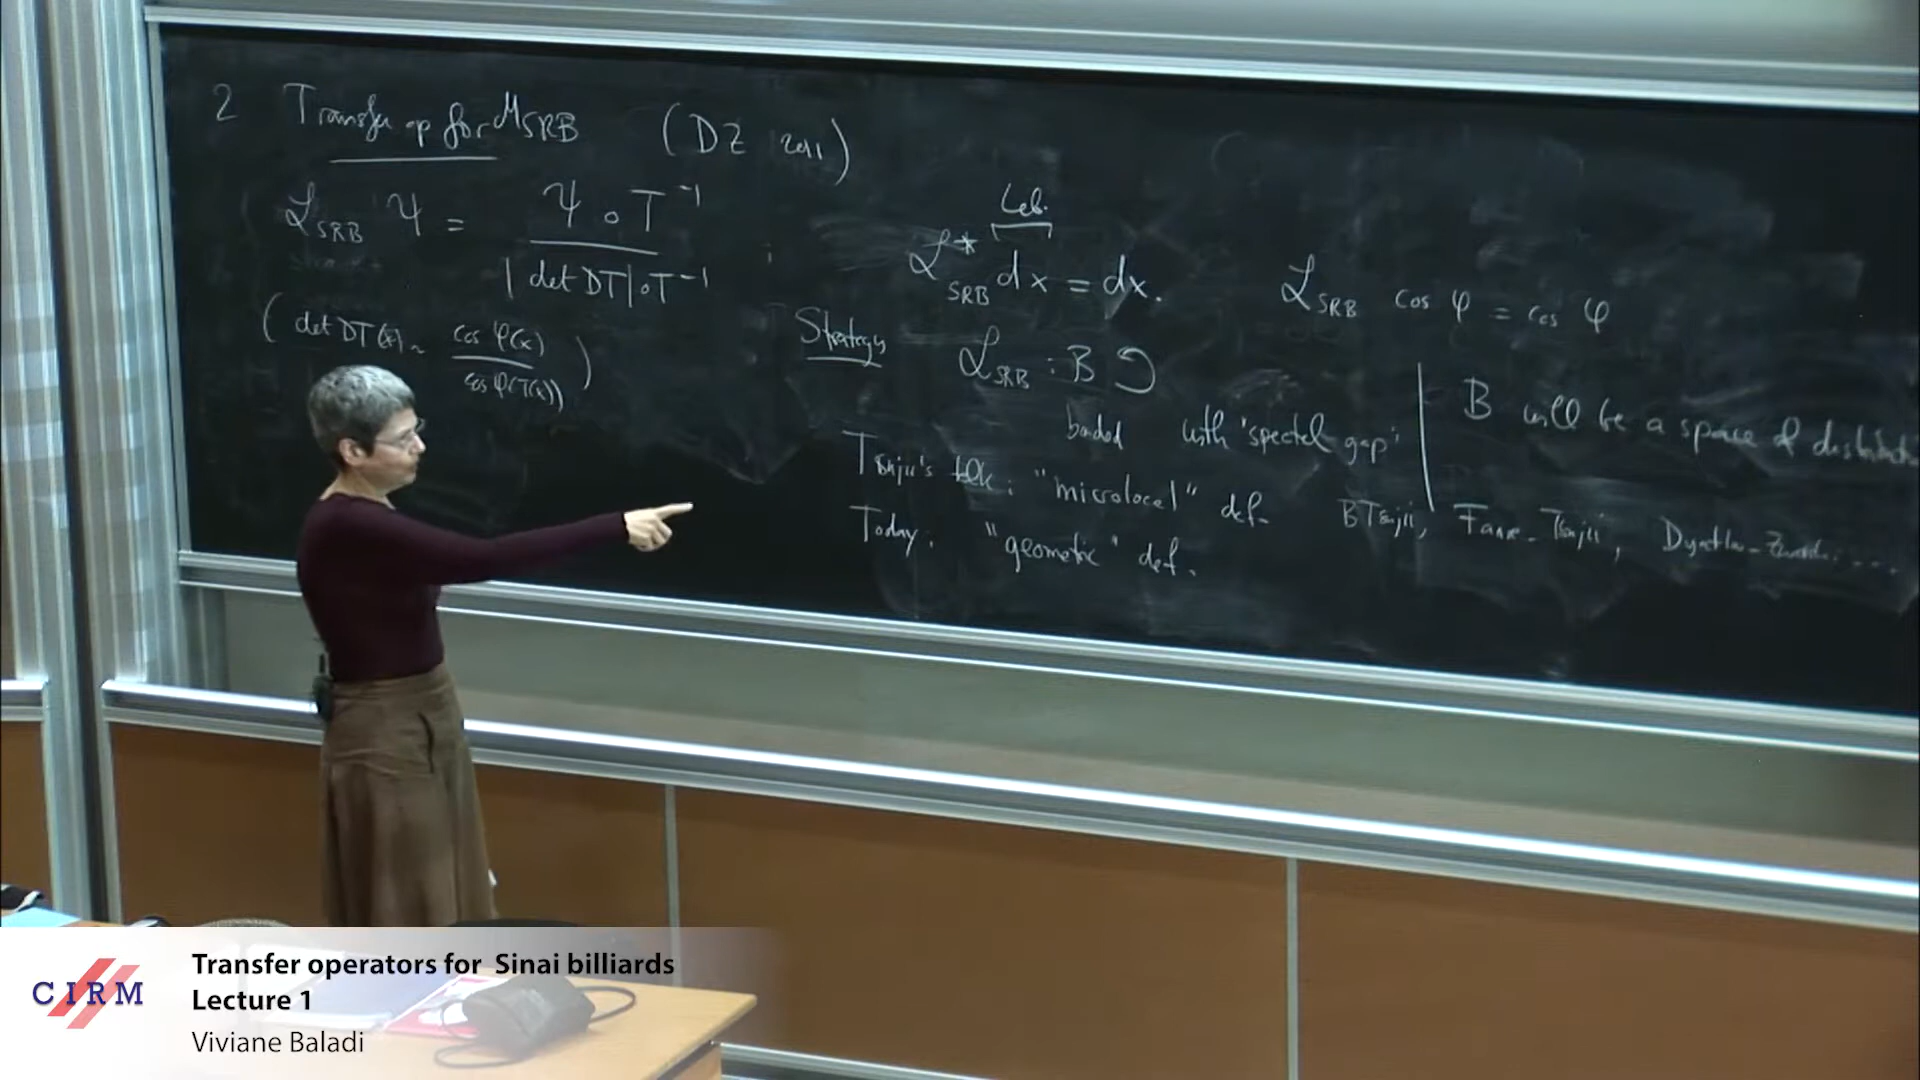 2 Transfer op for μSRB (DZ 2011)
ℒSRB Ψ = Ψ ∘ T⁻¹ / |det DT| ∘ T⁻¹
(det DT(x) ~ cos φ(x) / cos φ(T(x)))
Leb.
ℒ*SRB dx = dx.
ℒSRB cos φ = cos φ
Strategy ℒSRB : B ↺
bounded with 'spectral gap'
B will be a space of distributi
Tsujii's talk: "microlocal" def. BTsujii, Faure-Tsujii, Dyatlov-Zworski....
Today: "geometric" def.
CIRM
Transfer operators for Sinai billiards
Lecture 1
Viviane Baladi